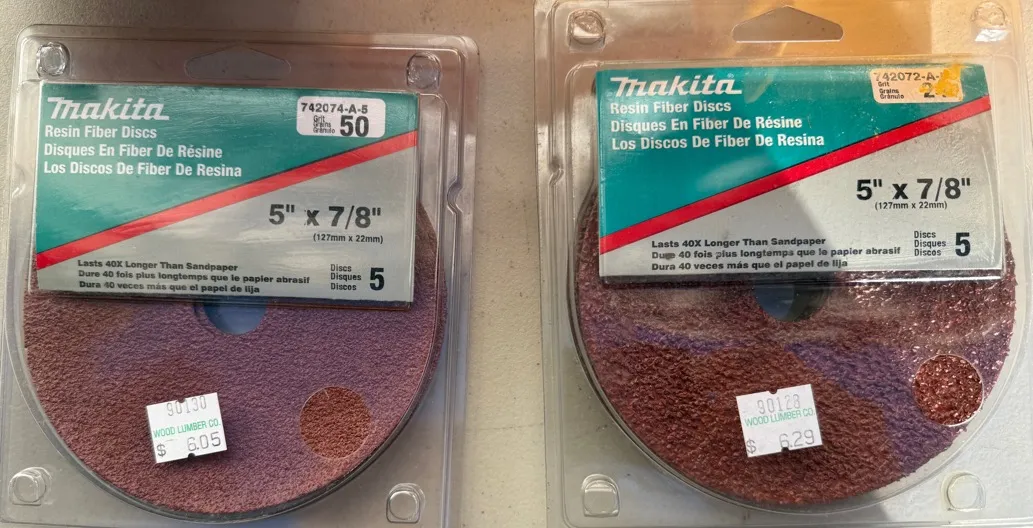 Makita
742074-A-5
Grit
Grains
Gránulo
50
Resin Fiber Discs
Disques En Fiber De Résine
Los Discos De Fiber De Resina
5" x 7/8"
(127mm x 22mm)
Lasts 40X Longer Than Sandpaper
Dure 40 fois plus longtemps que le papier abrasif
Dura 40 veces más que el papel de lija
Discs
Disques
Discos
5
90130
WOOD LUMBER CO.
$ 6.05
Makita
742072-A-
Grit
Grains
Gránulo
Resin Fiber Discs
Disques En Fiber De Résine
Los Discos De Fiber De Resina
5" x 7/8"
(127mm x 22mm)
Lasts 40X Longer Than Sandpaper
Dure 40 fois plus longtemps que le papier abrasif
Dura 40 veces más que el papel de lija
Discs
Disques
Discos
5
90128
WOOD LUMBER CO.
$ 6.29